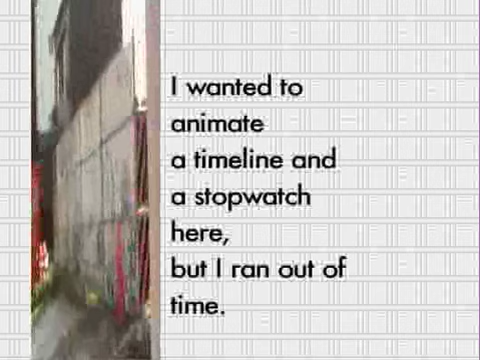 I wanted to
animate
a timeline and
a stopwatch
here,
but I ran out of
time.